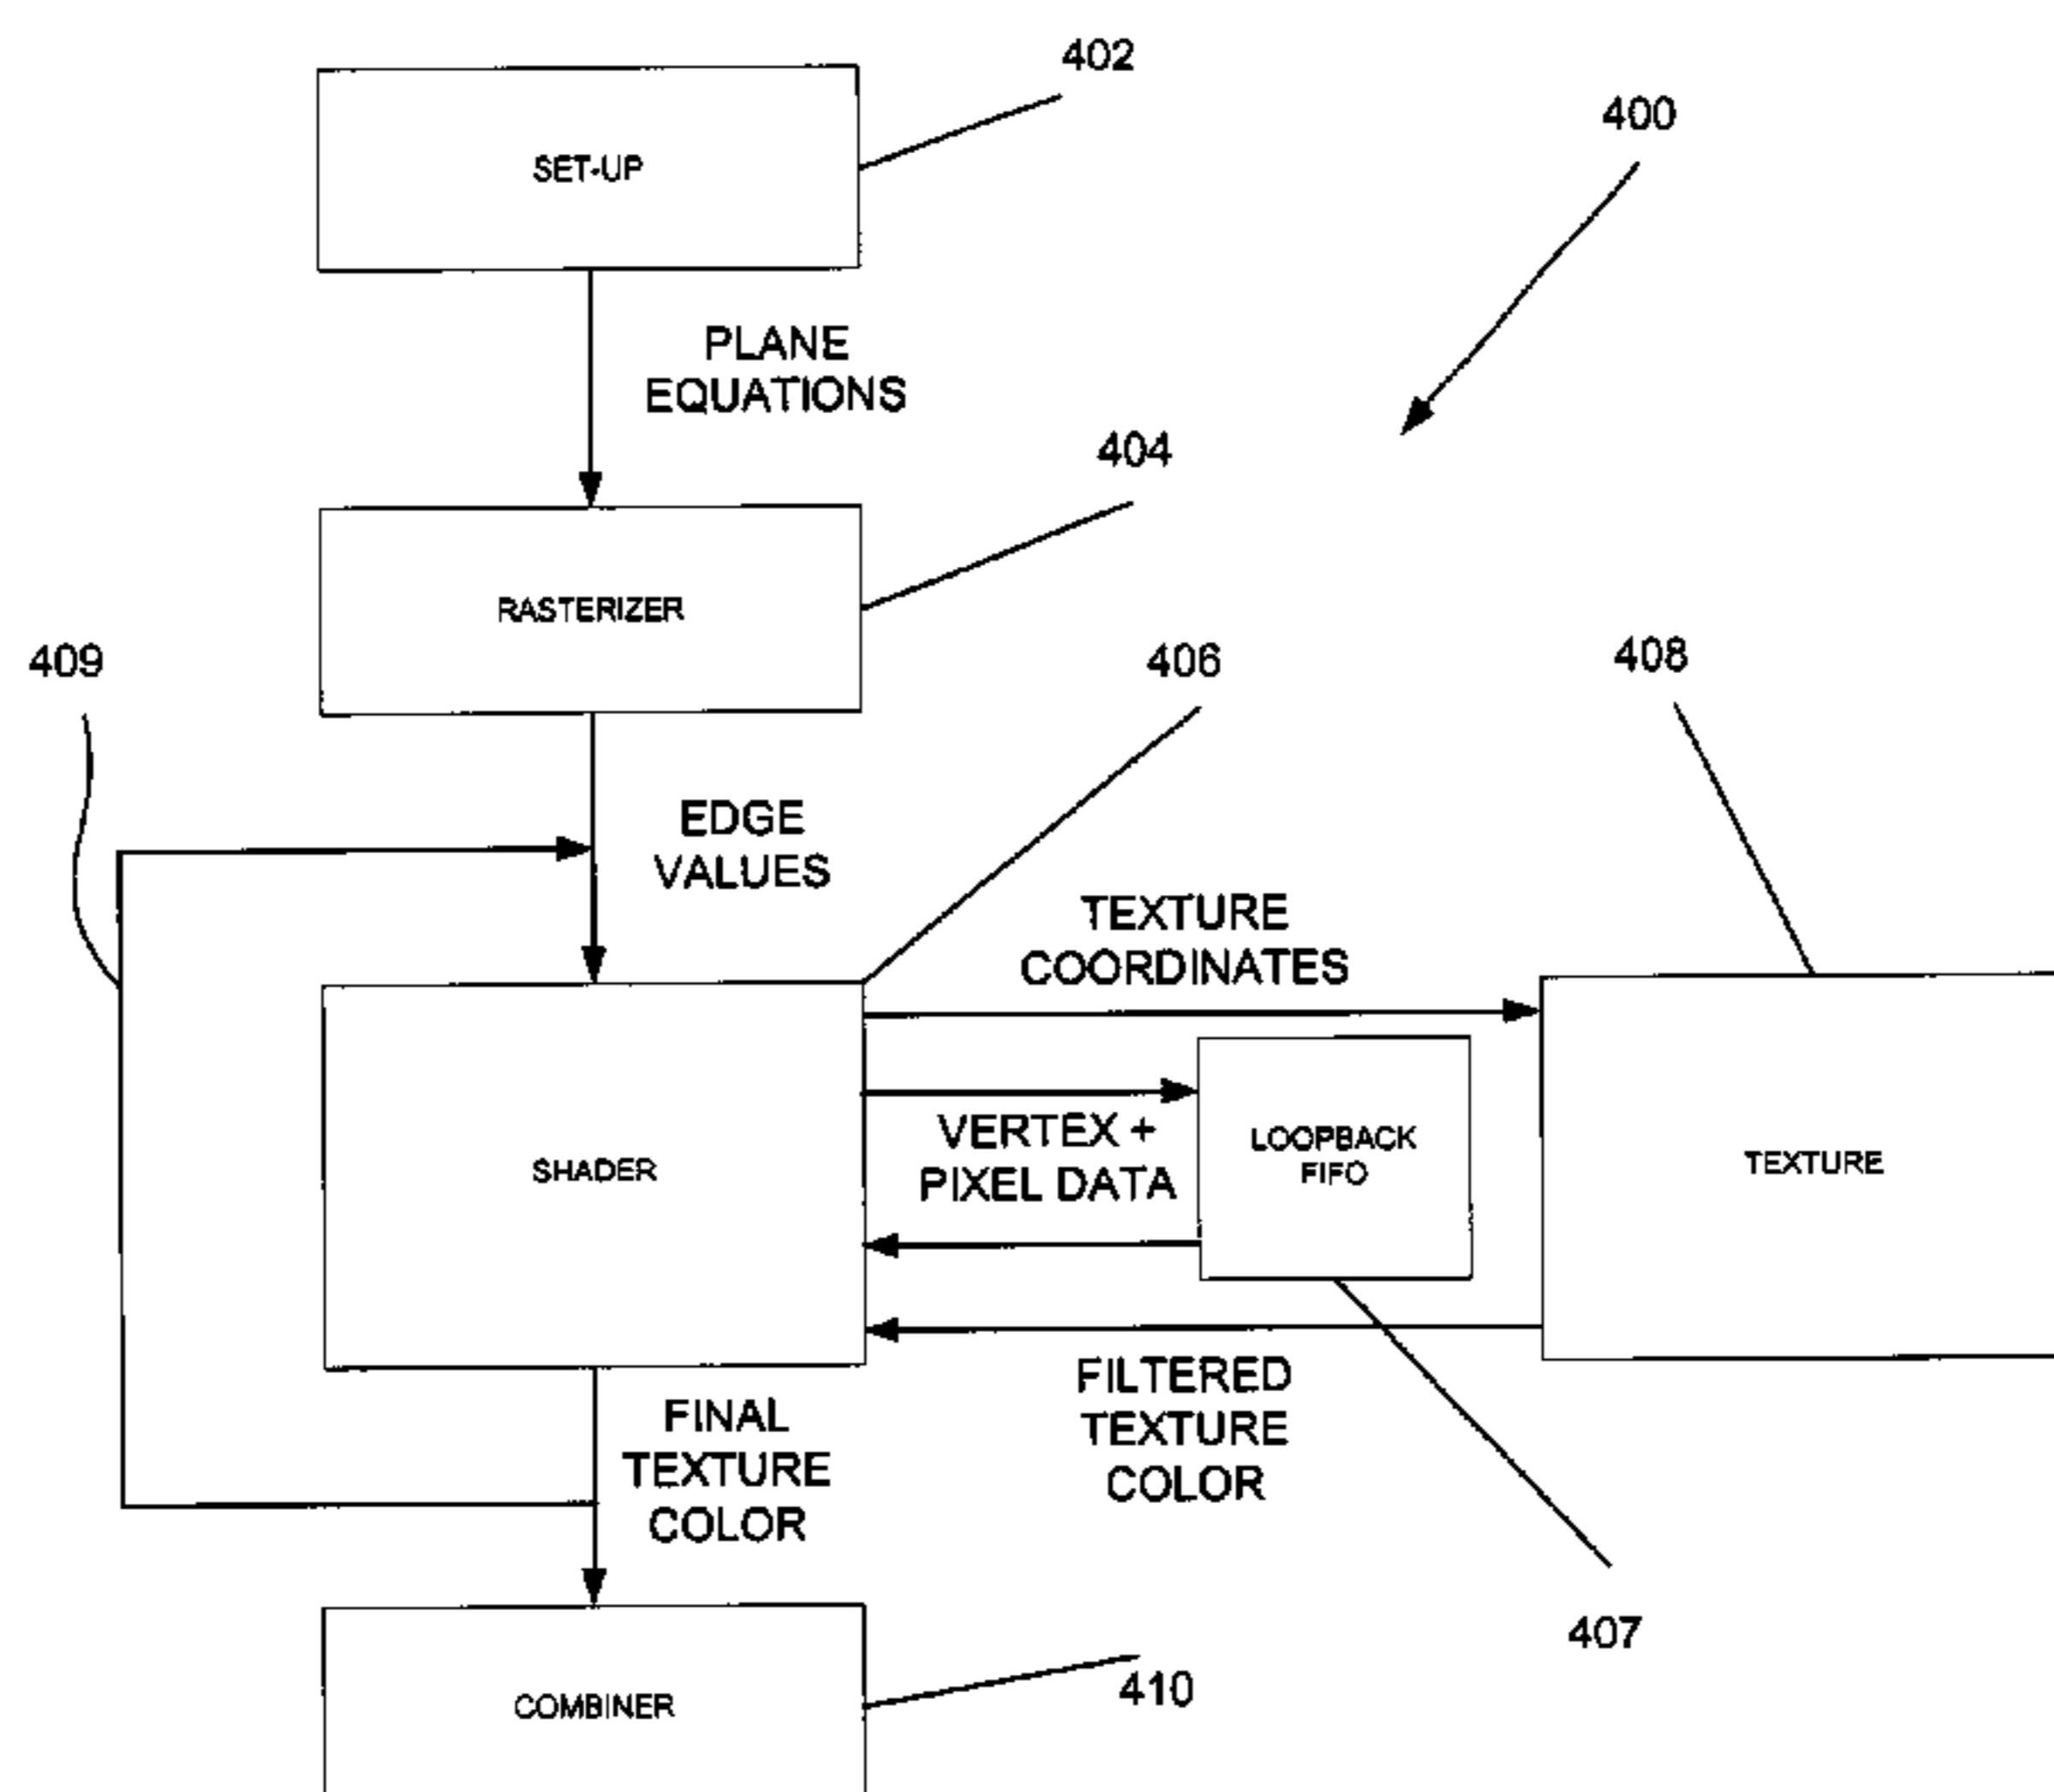 402
400
SET-UP
PLANE
EQUATIONS
404
RASTERIZER
409
406
408
EDGE
VALUES
TEXTURE
COORDINATES
SHADER
VERTEX +
PIXEL DATA
LOOPBACK
FIFO
TEXTURE
FINAL
TEXTURE
COLOR
FILTERED
TEXTURE
COLOR
407
COMBINER
410